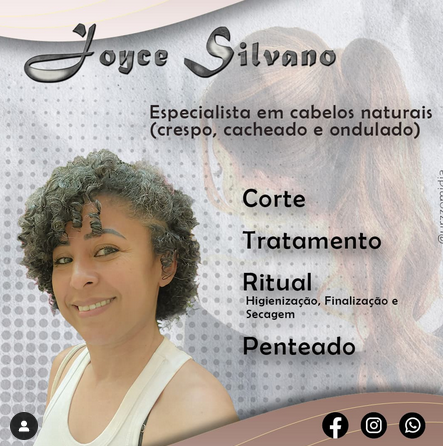 Joyce Silvano
Especialista em cabelos naturais
(crespo, cacheado e ondulado)
Corte
Tratamento
Ritual
Higienização, Finalização e
Secagem
Penteado